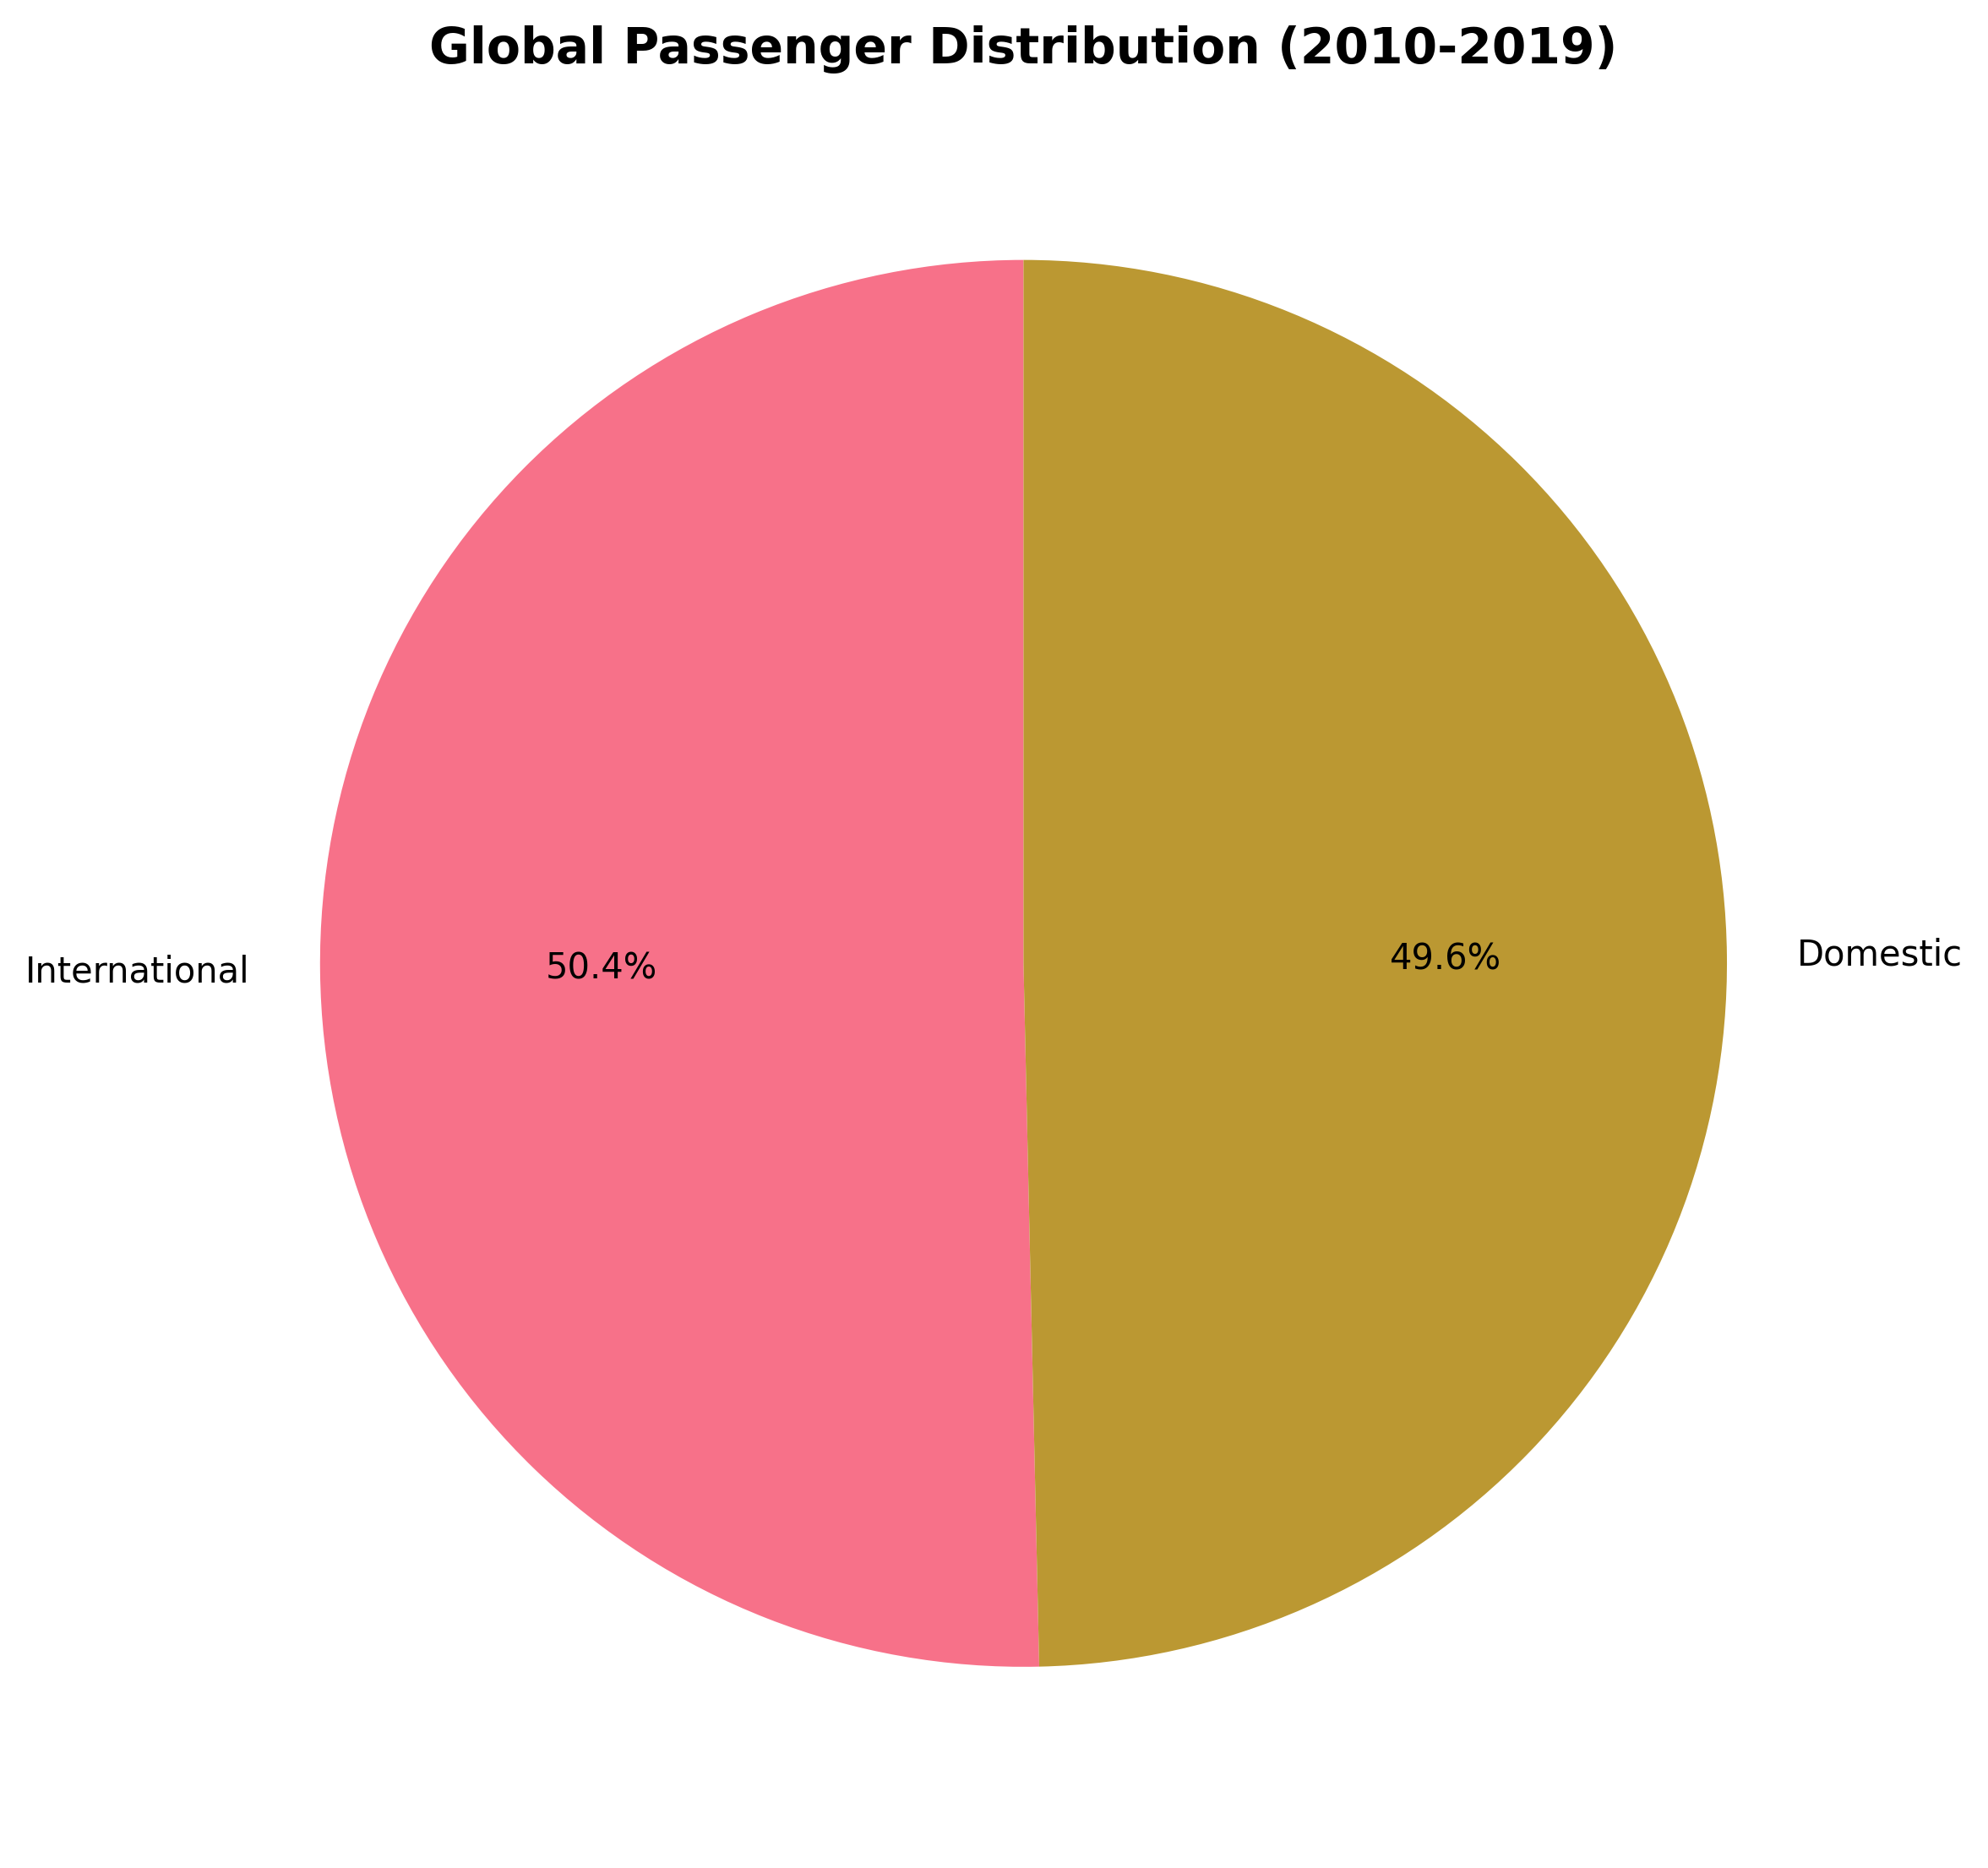 Global Passenger Distribution (2010-2019)
International
50.4%
49.6%
Domestic